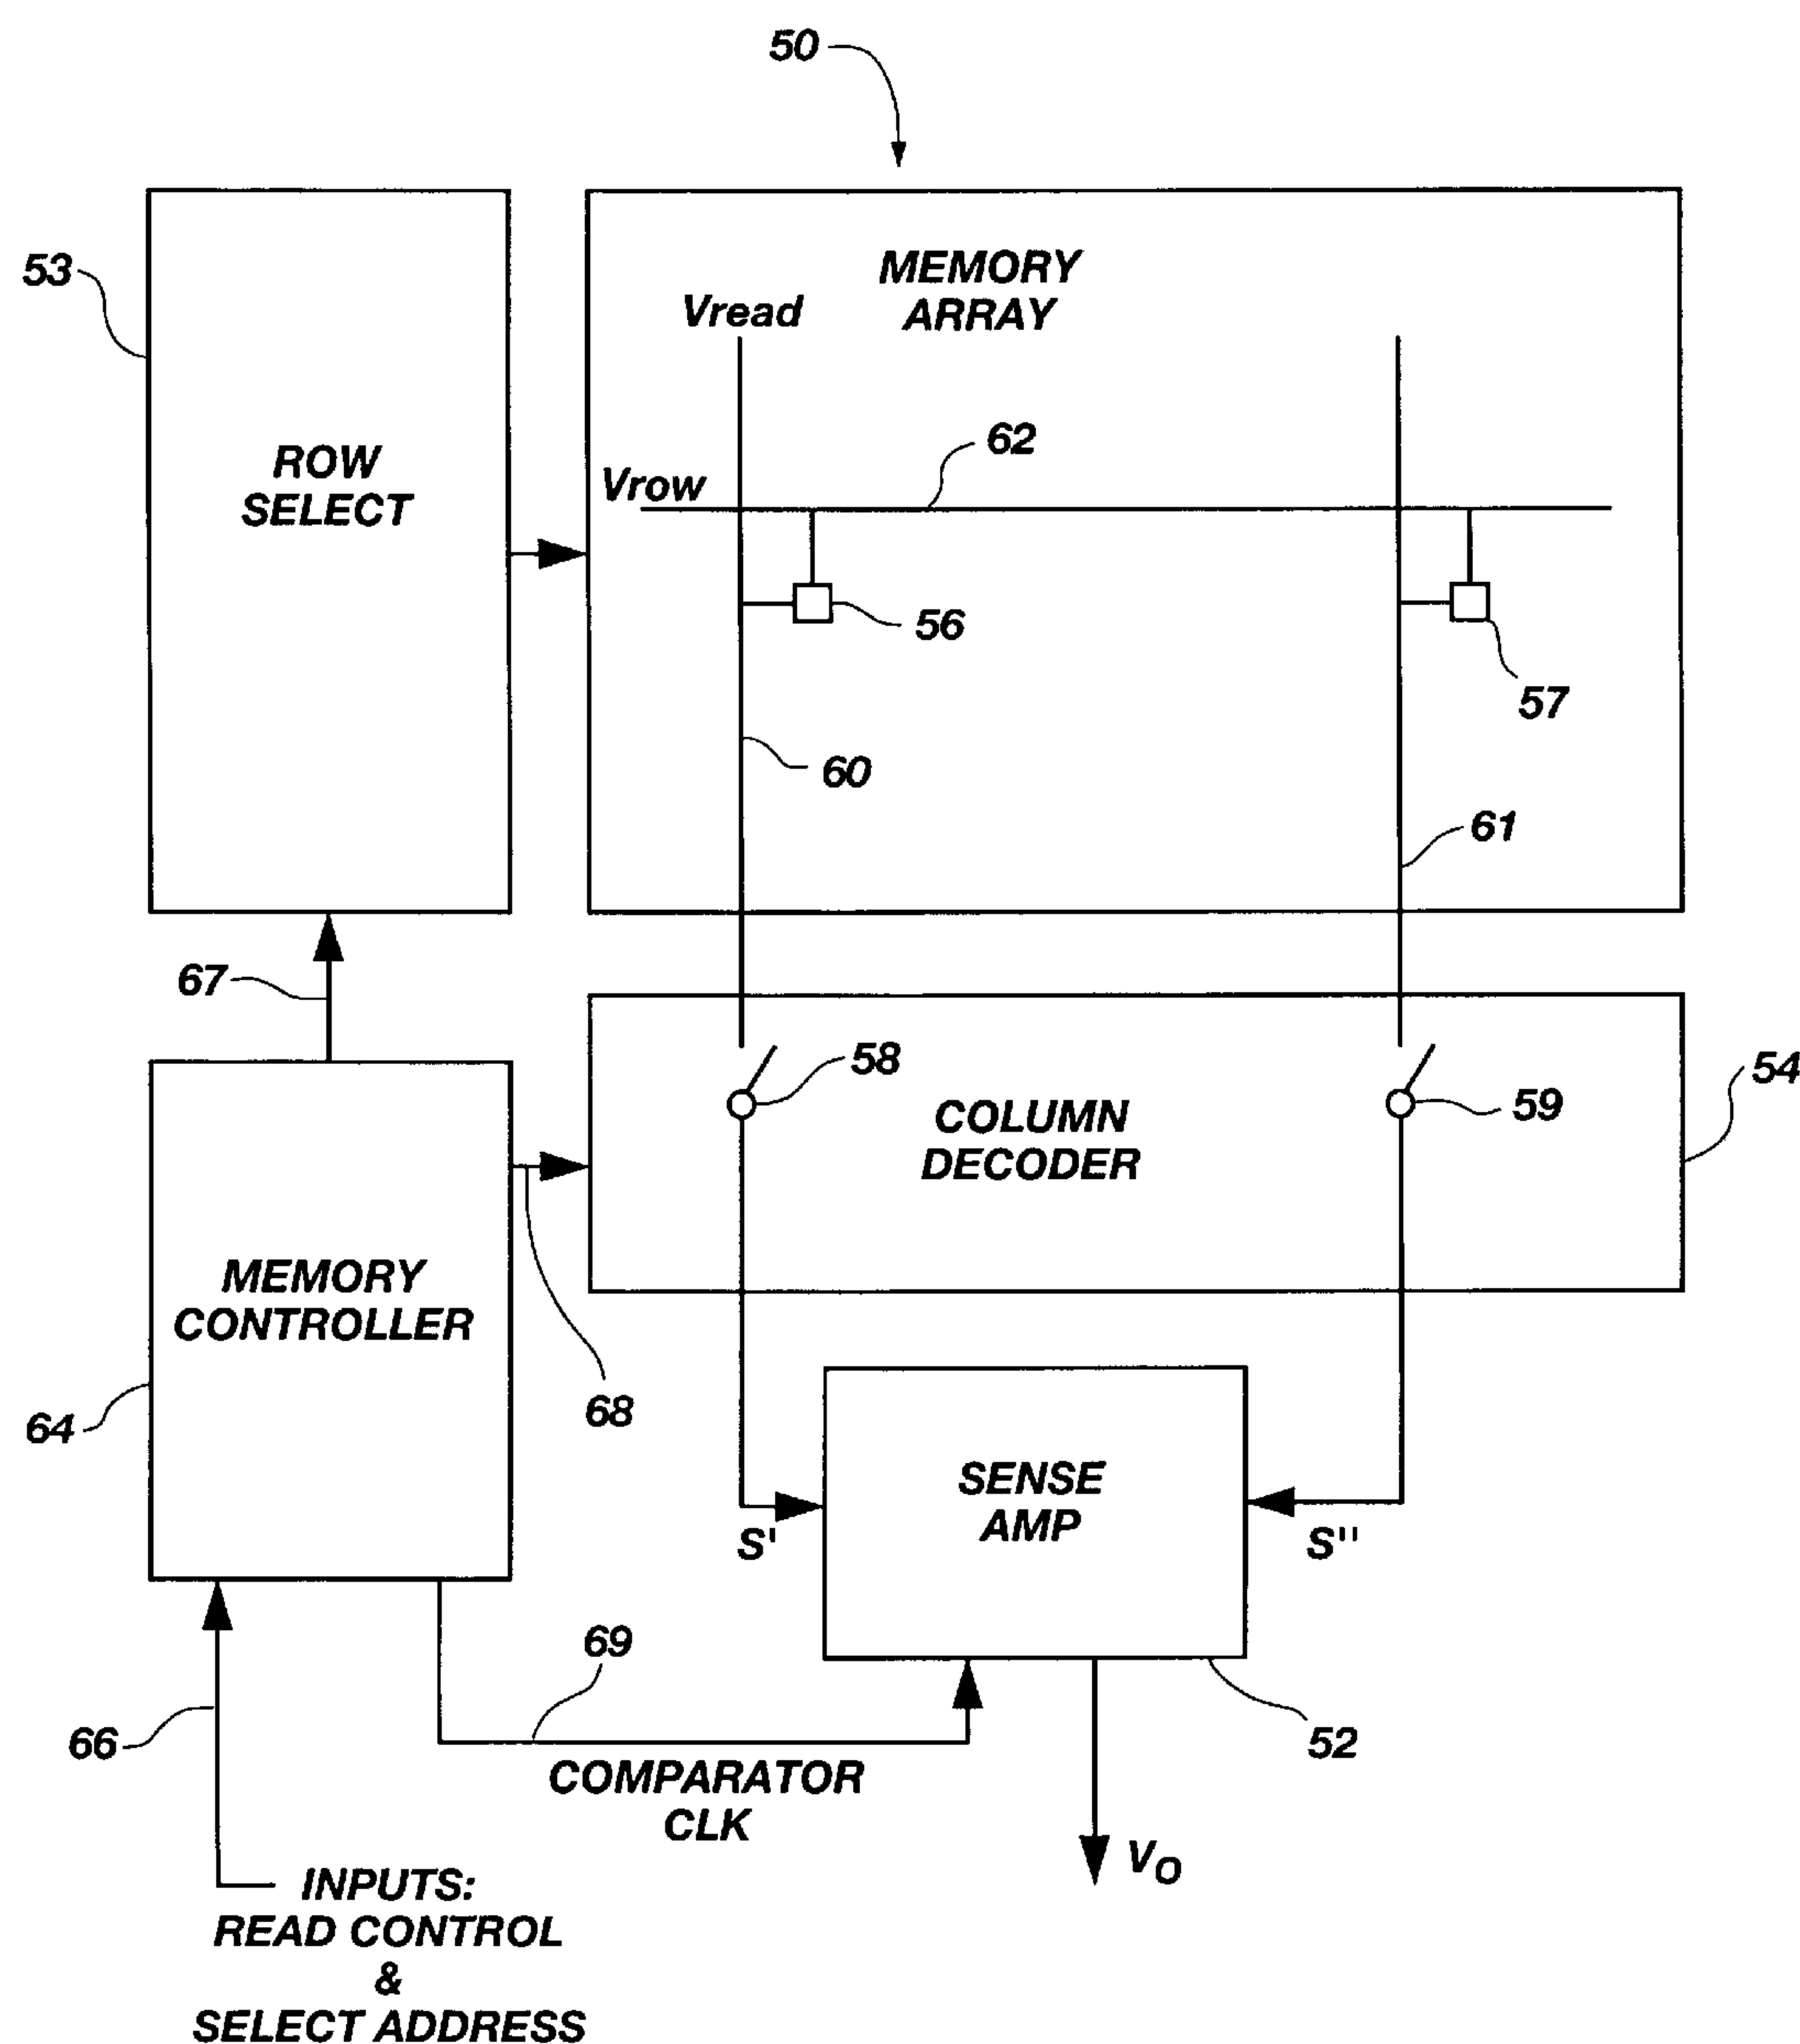 50
53
MEMORY
ARRAY
Vread
62
ROW
SELECT
Vrow
56
57
60
61
67
58
59
54
COLUMN
DECODER
MEMORY
CONTROLLER
68
64
SENSE
AMP
S'
S"
69
66
52
COMPARATOR
CLK
VO
INPUTS:
READ CONTROL
&
SELECT ADDRESS